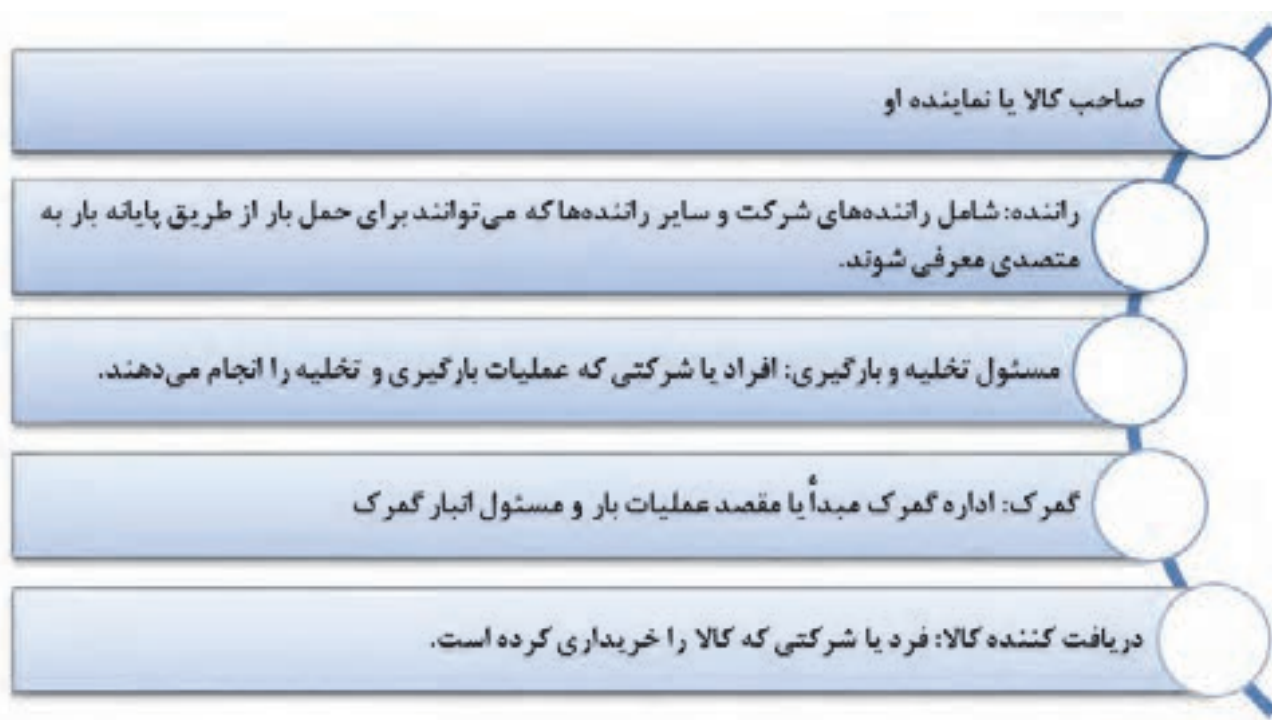 صاحب کالا یا نماینده او
راننده: شامل راننده‌های شرکت و سایر راننده‌ها که می‌توانند برای حمل بار از طریق پایانه بار به
متصدی معرفی شوند.
مسئول تخلیه و بارگیری: افراد یا شرکتی که عملیات بارگیری و تخلیه را انجام می‌دهند.
گمرک: اداره گمرک مبدأ یا مقصد عملیات بار و مسئول انبار گمرک
دریافت کننده کالا: فرد یا شرکتی که کالا را خریداری کرده است.